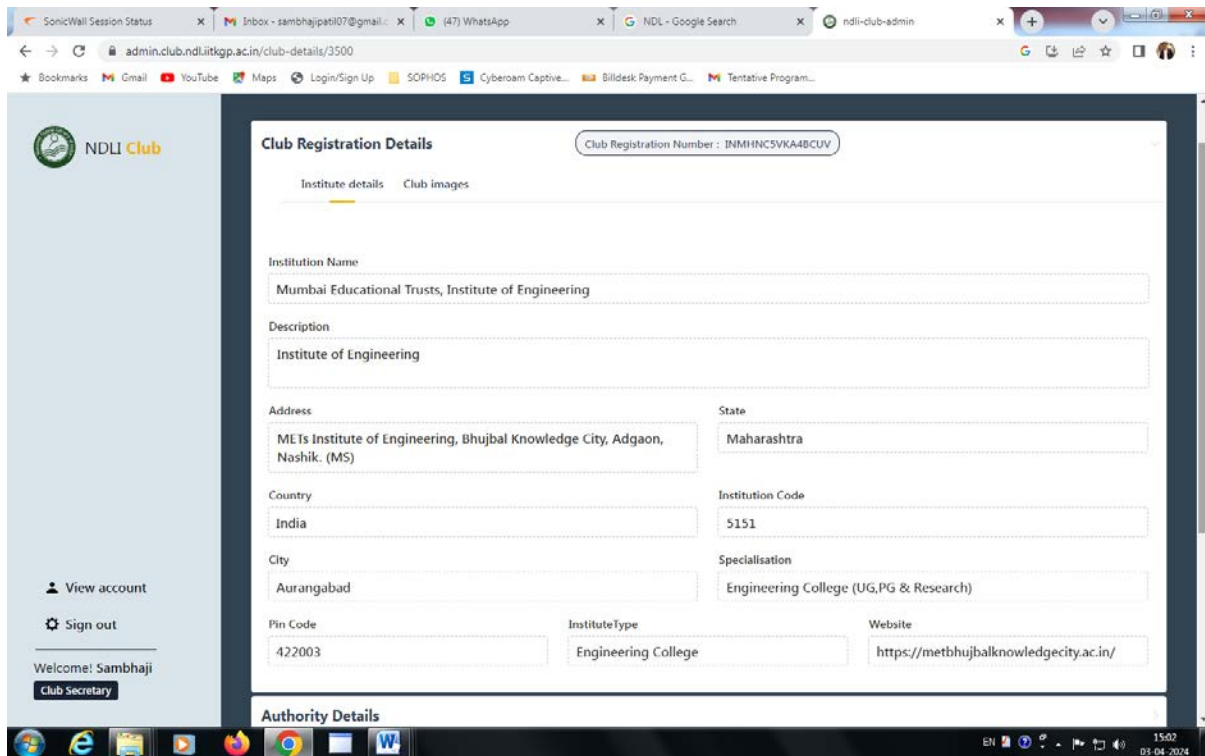 SonicWall Session Status
Inbox - sambhajipatil07@gmail.c
(47) WhatsApp
NDL - Google Search
ndli-club-admin
admin.club.ndl.iitkgp.ac.in/club-details/3500
Bookmarks Gmail YouTube Maps Login/Sign Up SOPHOS Cyberoam Captive... Billdesk Payment G... Tentative Program...
NDLI Club
Club Registration Details
Club Registration Number : INMHNC5VKA4BCUV
Institute details Club images
Institution Name
Mumbai Educational Trusts, Institute of Engineering
Description
Institute of Engineering
Address
METs Institute of Engineering, Bhujbal Knowledge City, Adgaon,
Nashik. (MS)
State
Maharashtra
Country
India
Institution Code
5151
City
Aurangabad
Specialisation
Engineering College (UG,PG & Research)
Pin Code
422003
InstituteType
Engineering College
Website
https://metbhujbalknowledgecity.ac.in/
View account
Sign out
Welcome! Sambhaji
Club Secretary
Authority Details
EN
15:02
03-04-2024